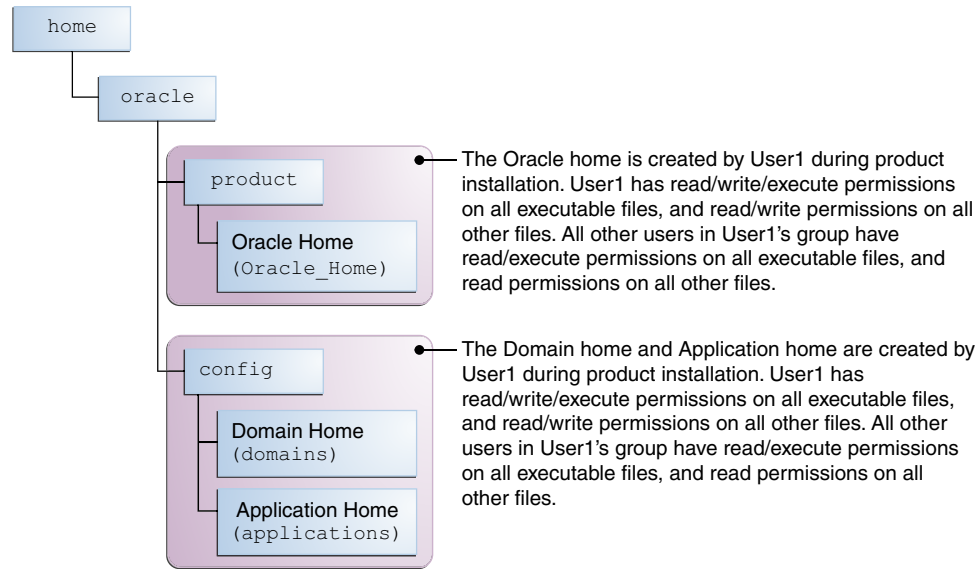 home
oracle
product
Oracle Home
(Oracle_Home)
The Oracle home is created by User1 during product
installation. User1 has read/write/execute permissions
on all executable files, and read/write permissions on all
other files. All other users in User1's group have
read/execute permissions on all executable files, and
read permissions on all other files.
config
Domain Home
(domains)
Application Home
(applications)
The Domain home and Application home are created by
User1 during product installation. User1 has
read/write/execute permissions on all executable files,
and read/write permissions on all other files. All other
users in User1's group have read/execute permissions
on all executable files, and read permissions on all
other files.